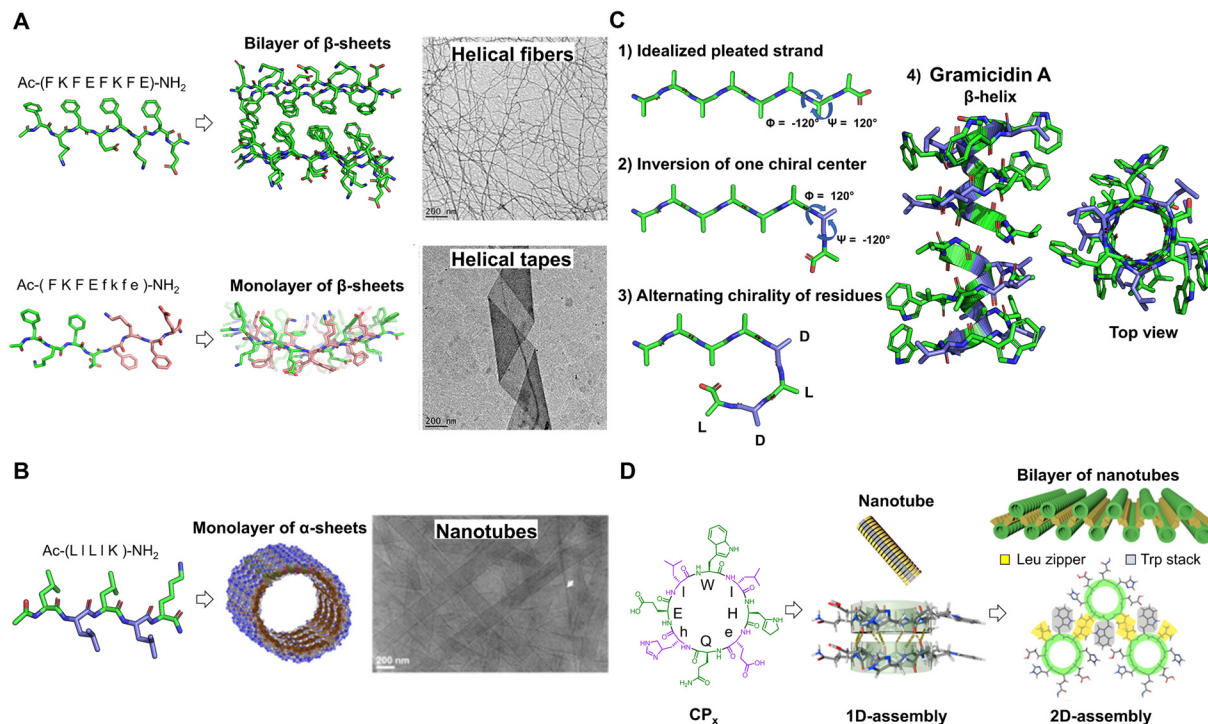 A
Bilayer of β-sheets
Helical fibers
Ac-(F K F E F K F E)-NH2
200 nm
Ac-( F K F E f k f e )-NH2
Monolayer of β-sheets
Helical tapes
200 nm
B
Ac-(L l L l K )-NH2
Monolayer of α-sheets
Nanotubes
200 nm
C
1) Idealized pleated strand
Φ = -120° Ψ = 120°
2) Inversion of one chiral center
Φ = 120°
Ψ = -120°
3) Alternating chirality of residues
D
L
D
L
4) Gramicidin A
β-helix
Top view
D
W
l
l
E
H
h
e
Q
CPx
Nanotube
1D-assembly
Bilayer of nanotubes
Leu zipper
Trp stack
2D-assembly